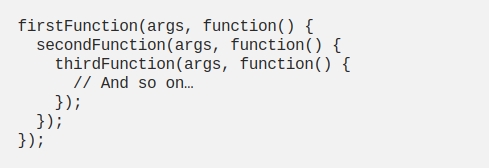 firstFunction(args, function() {
  secondFunction(args, function() {
    thirdFunction(args, function() {
      // And so on…
    });
  });
});